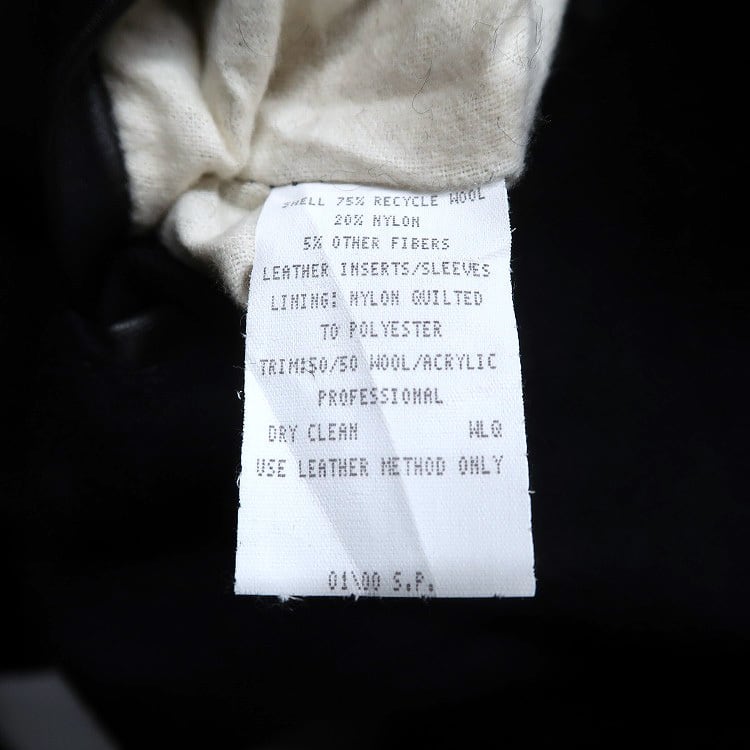 SHELL 75% RECYCLE WOOL
20% NYLON
5% OTHER FIBERS
LEATHER INSERTS/SLEEVES
LINING: NYLON QUILTED
TO POLYESTER
TRIM:50/50 WOOL/ACRYLIC
PROFESSIONAL
DRY CLEAN WLQ
USE LEATHER METHOD ONLY
01\00 S.P.